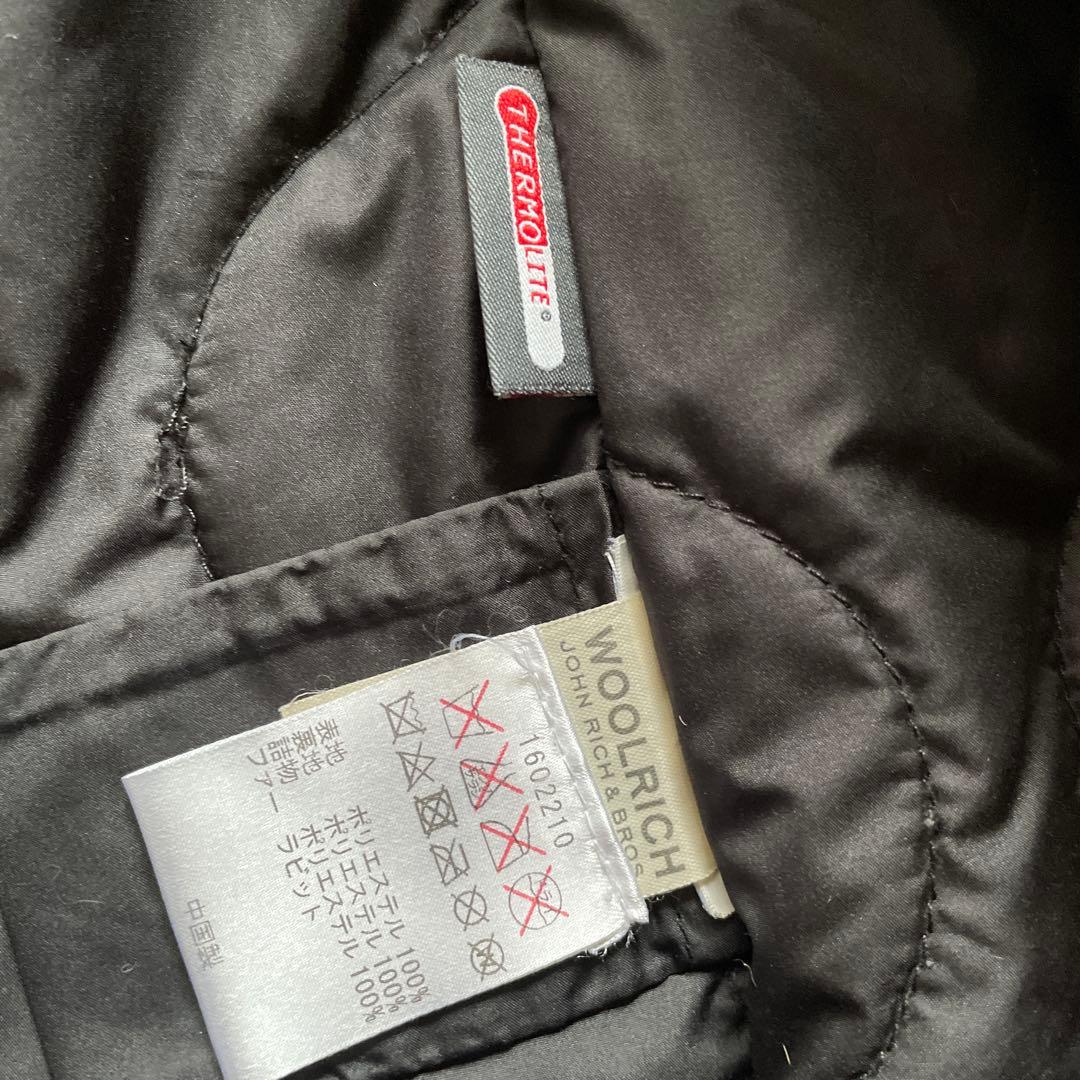 THERMOLITE
WOOLRICH
JOHN RICH & BROS.
1602210
表地 ポリエステル 100%
裏地 ポリエステル 100%
詰物 ポリエステル 100%
ファー ラビット
中国製